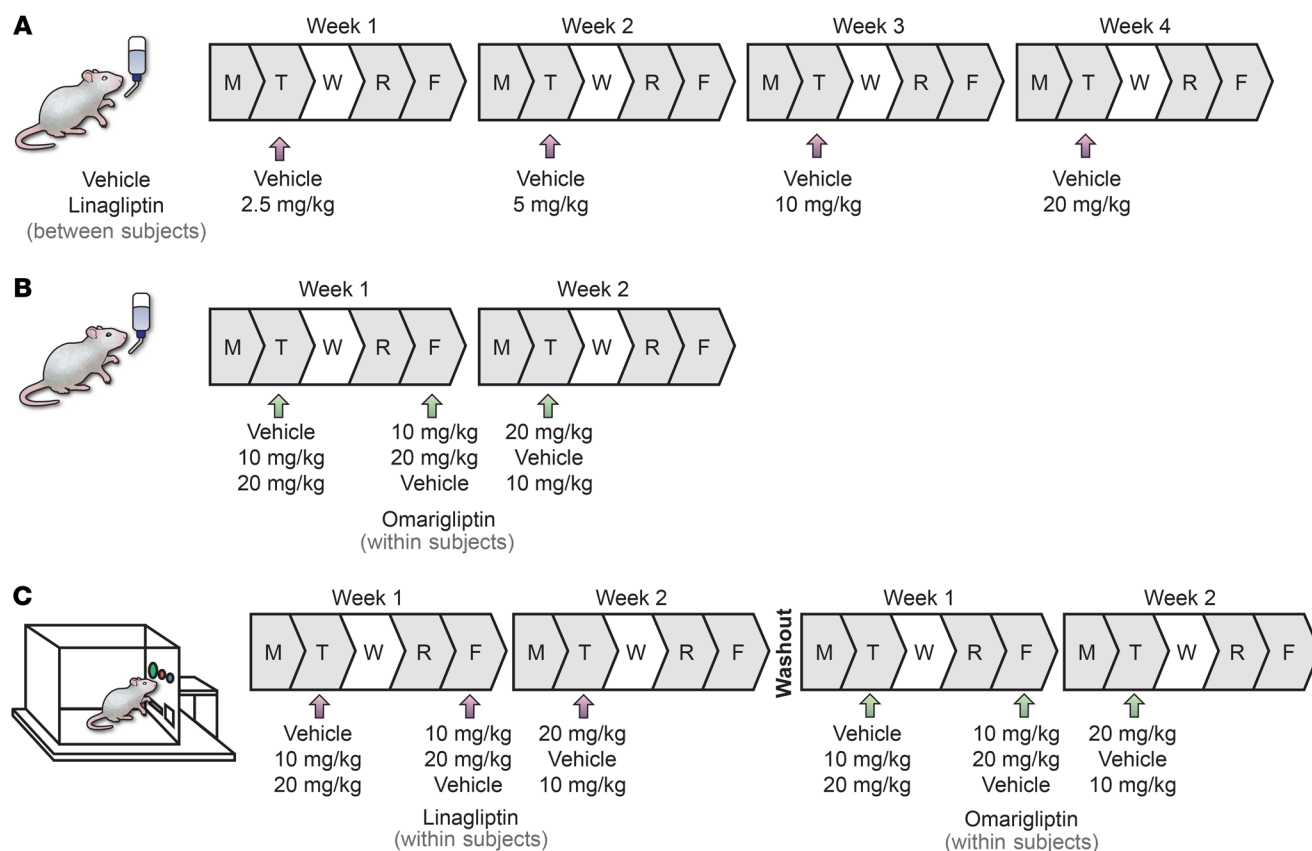 A
Week 1 Week 2 Week 3 Week 4
M T W R F M T W R F M T W R F M T W R F
Vehicle
Linagliptin
(between subjects)
Vehicle
2.5 mg/kg
Vehicle
5 mg/kg
Vehicle
10 mg/kg
Vehicle
20 mg/kg
B
Week 1 Week 2
M T W R F M T W R F
Vehicle
10 mg/kg
20 mg/kg
10 mg/kg
20 mg/kg
Vehicle
20 mg/kg
Vehicle
10 mg/kg
Omarigliptin
(within subjects)
C
Week 1 Week 2
M T W R F M T W R F
Vehicle
10 mg/kg
20 mg/kg
10 mg/kg
20 mg/kg
Vehicle
20 mg/kg
Vehicle
10 mg/kg
Linagliptin
(within subjects)
Washout
Week 1 Week 2
M T W R F M T W R F
Vehicle
10 mg/kg
20 mg/kg
10 mg/kg
20 mg/kg
Vehicle
20 mg/kg
Vehicle
10 mg/kg
Omarigliptin
(within subjects)